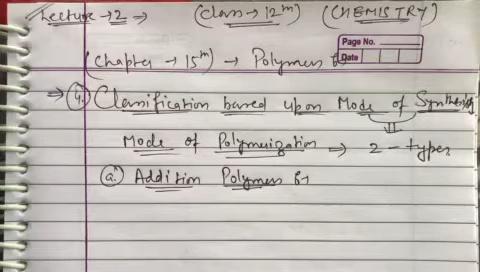 Lecture → 2 → (Class → 12th) (CHEMISTRY)
Page No.
(Chapter → 15th) → Polymers
Date
⇒ 4. Classification based upon Mode of Synthesis
Mode of Polymerization → 2 - types
(a.) Addition Polymers